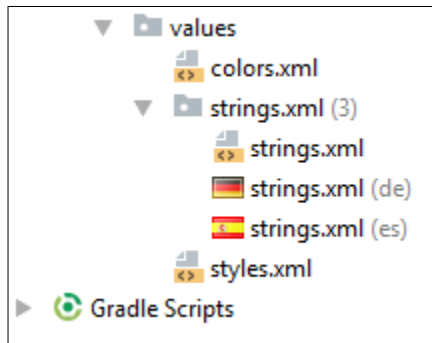 values
colors.xml
strings.xml (3)
strings.xml
strings.xml (de)
strings.xml (es)
styles.xml
Gradle Scripts